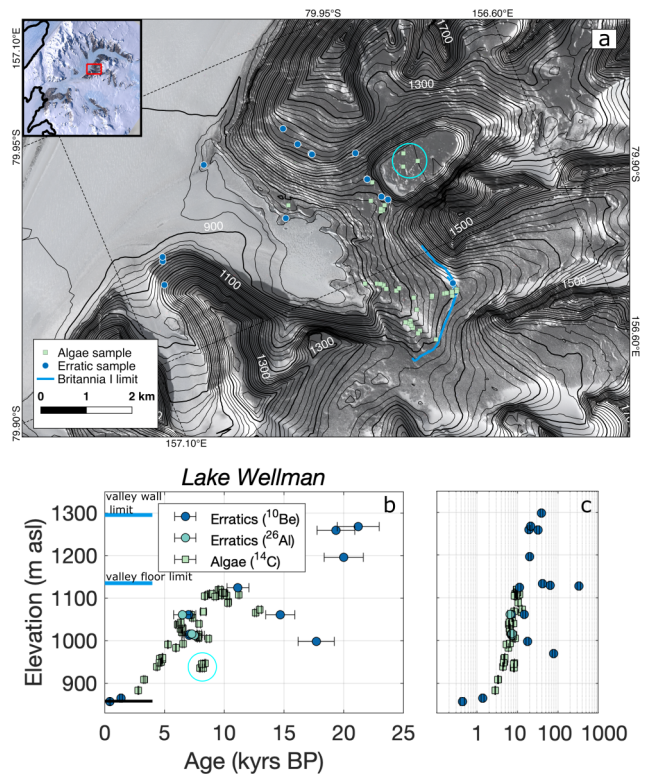 79.95°S
156.60°E
157.10°E
a
1700
1300
79.95°S
79.90°S
900
1500
1100
1500
1300
1300
156.60°E
Algae sample
Erratic sample
Britannia I limit
0 1 2 km
79.90°S
157.10°E
Lake Wellman
valley wall
limit
b
c
Erratics (¹⁰Be)
Erratics (²⁶Al)
Algae (¹⁴C)
valley floor limit
Elevation (m asl)
1300
1200
1100
1000
900
0 5 10 15 20 25
1 10 100 1000
Age (kyrs BP)